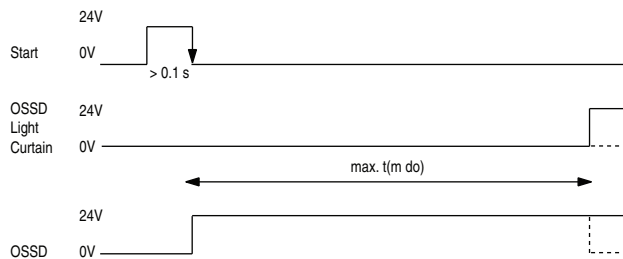 24V
Start 0V
> 0.1 s
OSSD 24V
Light
Curtain 0V
max. t(m do)
24V
OSSD 0V